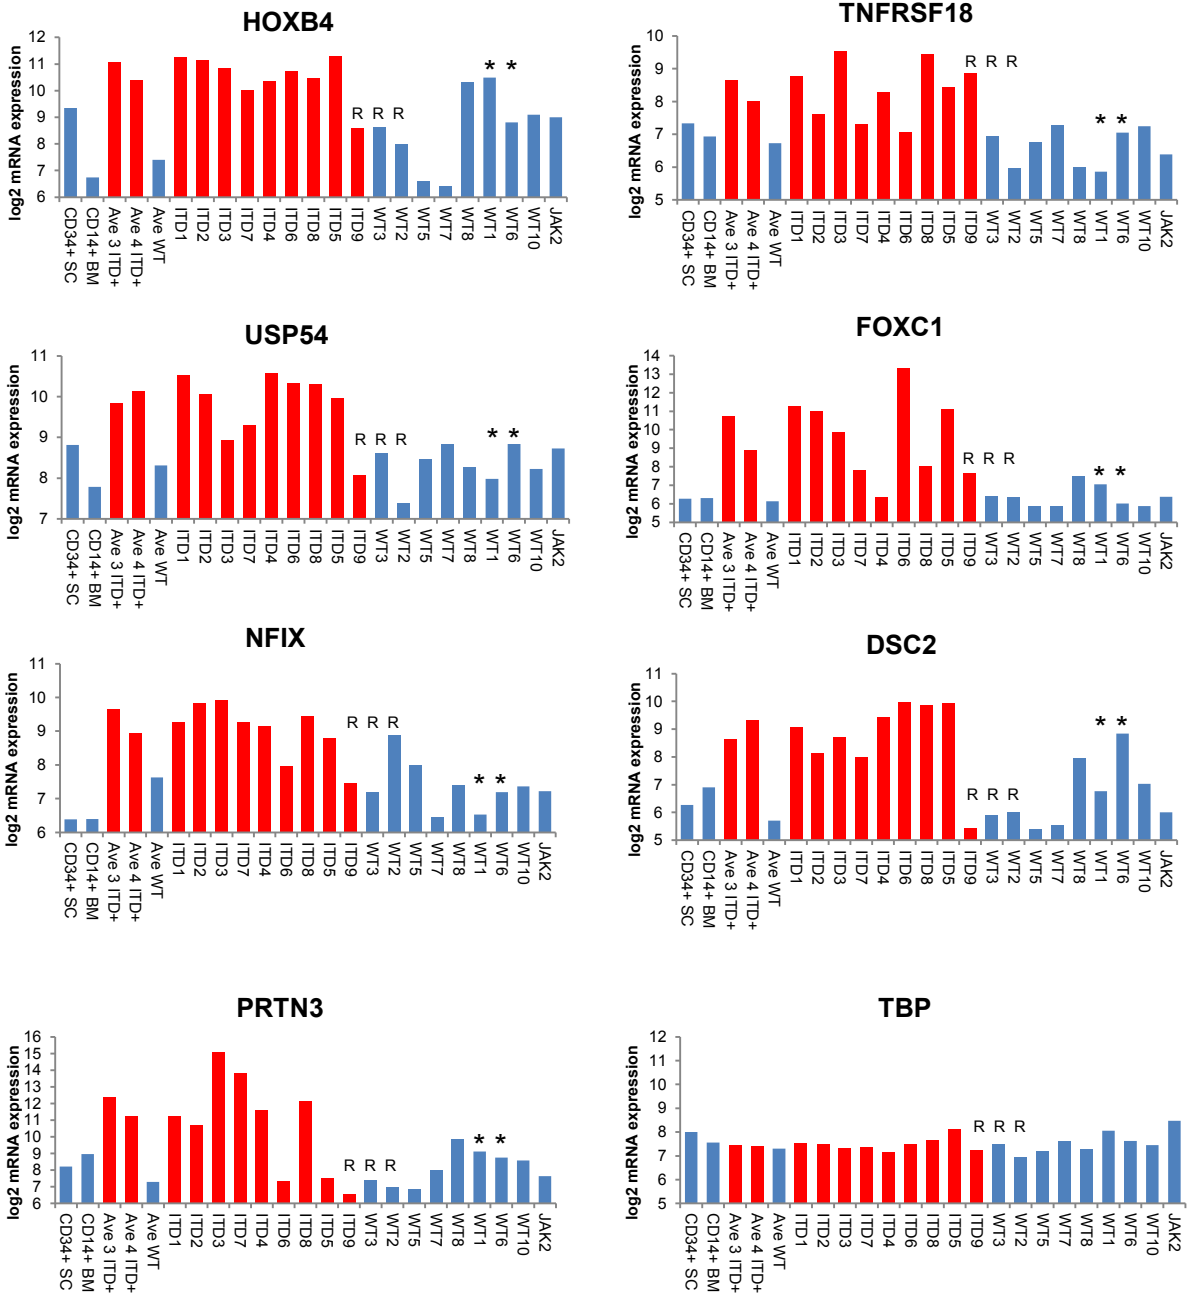 HOXB4
log2 mRNA expression
12
11
10
9
8
7
6
* *
R R R
CD34+ SC
CD14+ BM
Ave 3 ITD+
Ave 4 ITD+
Ave WT
ITD1
ITD2
ITD3
ITD7
ITD4
ITD6
ITD8
ITD5
ITD9
WT3
WT2
WT5
WT7
WT8
WT1
WT6
WT10
JAK2
TNFRSF18
log2 mRNA expression
10
9
8
7
6
5
R R R
* *
CD34+ SC
CD14+ BM
Ave 3 ITD+
Ave 4 ITD+
Ave WT
ITD1
ITD2
ITD3
ITD7
ITD4
ITD6
ITD8
ITD5
ITD9
WT3
WT2
WT5
WT7
WT8
WT1
WT6
WT10
JAK2
USP54
log2 mRNA expression
11
10
9
8
7
R R R
* *
CD34+ SC
CD14+ BM
Ave 3 ITD+
Ave 4 ITD+
Ave WT
ITD1
ITD2
ITD3
ITD7
ITD4
ITD6
ITD8
ITD5
ITD9
WT3
WT2
WT5
WT7
WT8
WT1
WT6
WT10
JAK2
FOXC1
log2 mRNA expression
14
13
12
11
10
9
8
7
6
5
R R R
* *
CD34+ SC
CD14+ BM
Ave 3 ITD+
Ave 4 ITD+
Ave WT
ITD1
ITD2
ITD3
ITD7
ITD4
ITD6
ITD8
ITD5
ITD9
WT3
WT2
WT5
WT7
WT8
WT1
WT6
WT10
JAK2
NFIX
log2 mRNA expression
11
10
9
8
7
6
R R R
* *
CD34+ SC
CD14+ BM
Ave 3 ITD+
Ave 4 ITD+
Ave WT
ITD1
ITD2
ITD3
ITD7
ITD4
ITD6
ITD8
ITD5
ITD9
WT3
WT2
WT5
WT7
WT8
WT1
WT6
WT10
JAK2
DSC2
log2 mRNA expression
11
10
9
8
7
6
5
* *
R R R
CD34+ SC
CD14+ BM
Ave 3 ITD+
Ave 4 ITD+
Ave WT
ITD1
ITD2
ITD3
ITD7
ITD4
ITD6
ITD8
ITD5
ITD9
WT3
WT2
WT5
WT7
WT8
WT1
WT6
WT10
JAK2
PRTN3
log2 mRNA expression
16
15
14
13
12
11
10
9
8
7
6
* *
R R R
CD34+ SC
CD14+ BM
Ave 3 ITD+
Ave 4 ITD+
Ave WT
ITD1
ITD2
ITD3
ITD7
ITD4
ITD6
ITD8
ITD5
ITD9
WT3
WT2
WT5
WT7
WT8
WT1
WT6
WT10
JAK2
TBP
log2 mRNA expression
12
11
10
9
8
7
6
5
R R R
CD34+ SC
CD14+ BM
Ave 3 ITD+
Ave 4 ITD+
Ave WT
ITD1
ITD2
ITD3
ITD7
ITD4
ITD6
ITD8
ITD5
ITD9
WT3
WT2
WT5
WT7
WT8
WT1
WT6
WT10
JAK2